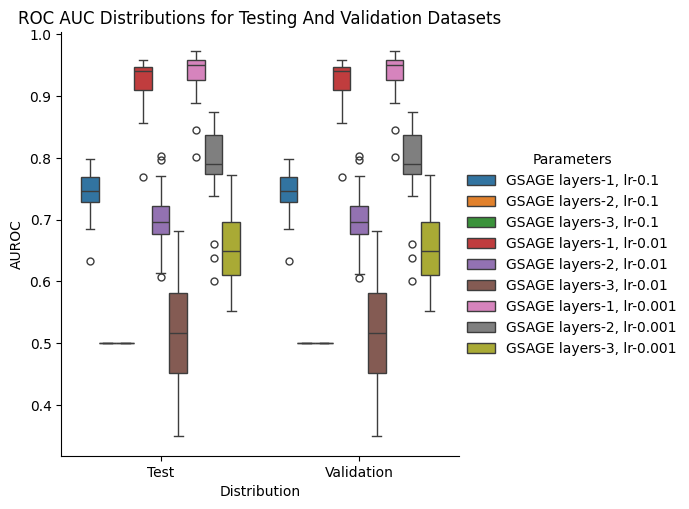 ROC AUC Distributions for Testing And Validation Datasets
1.0
0.9
0.8
0.7
0.6
0.5
0.4
AUROC
Test
Validation
Distribution
Parameters
GSAGE layers-1, lr-0.1
GSAGE layers-2, lr-0.1
GSAGE layers-3, lr-0.1
GSAGE layers-1, lr-0.01
GSAGE layers-2, lr-0.01
GSAGE layers-3, lr-0.01
GSAGE layers-1, lr-0.001
GSAGE layers-2, lr-0.001
GSAGE layers-3, lr-0.001